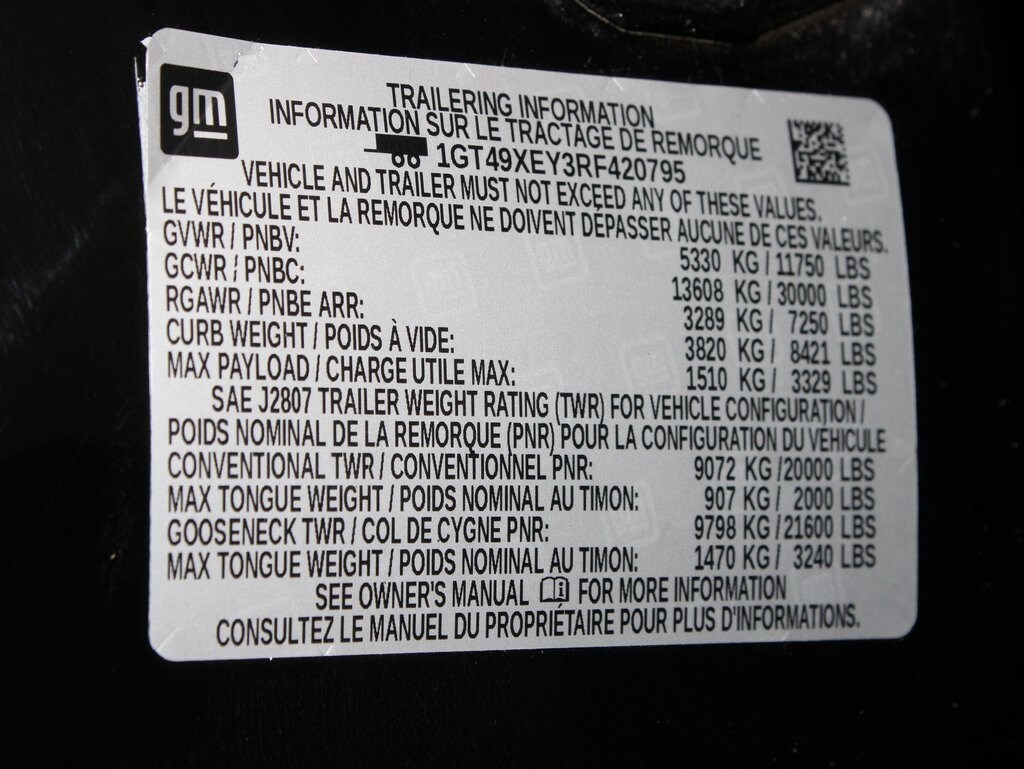 gm
TRAILERING INFORMATION
INFORMATION SUR LE TRACTAGE DE REMORQUE
1GT49XEY3RF420795
VEHICLE AND TRAILER MUST NOT EXCEED ANY OF THESE VALUES.
LE VÉHICULE ET LA REMORQUE NE DOIVENT DÉPASSER AUCUNE DE CES VALEURS.
GVWR / PNBV: 5330 KG / 11750 LBS
GCWR / PNBC: 13608 KG / 30000 LBS
RGAWR / PNBE ARR: 3289 KG / 7250 LBS
CURB WEIGHT / POIDS À VIDE: 3820 KG / 8421 LBS
MAX PAYLOAD / CHARGE UTILE MAX: 1510 KG / 3329 LBS
SAE J2807 TRAILER WEIGHT RATING (TWR) FOR VEHICLE CONFIGURATION /
POIDS NOMINAL DE LA REMORQUE (PNR) POUR LA CONFIGURATION DU VÉHICULE
CONVENTIONAL TWR / CONVENTIONNEL PNR: 9072 KG / 20000 LBS
MAX TONGUE WEIGHT / POIDS NOMINAL AU TIMON: 907 KG / 2000 LBS
GOOSENECK TWR / COL DE CYGNE PNR: 9798 KG / 21600 LBS
MAX TONGUE WEIGHT / POIDS NOMINAL AU TIMON: 1470 KG / 3240 LBS
SEE OWNER'S MANUAL FOR MORE INFORMATION
CONSULTEZ LE MANUEL DU PROPRIÉTAIRE POUR PLUS D'INFORMATIONS.